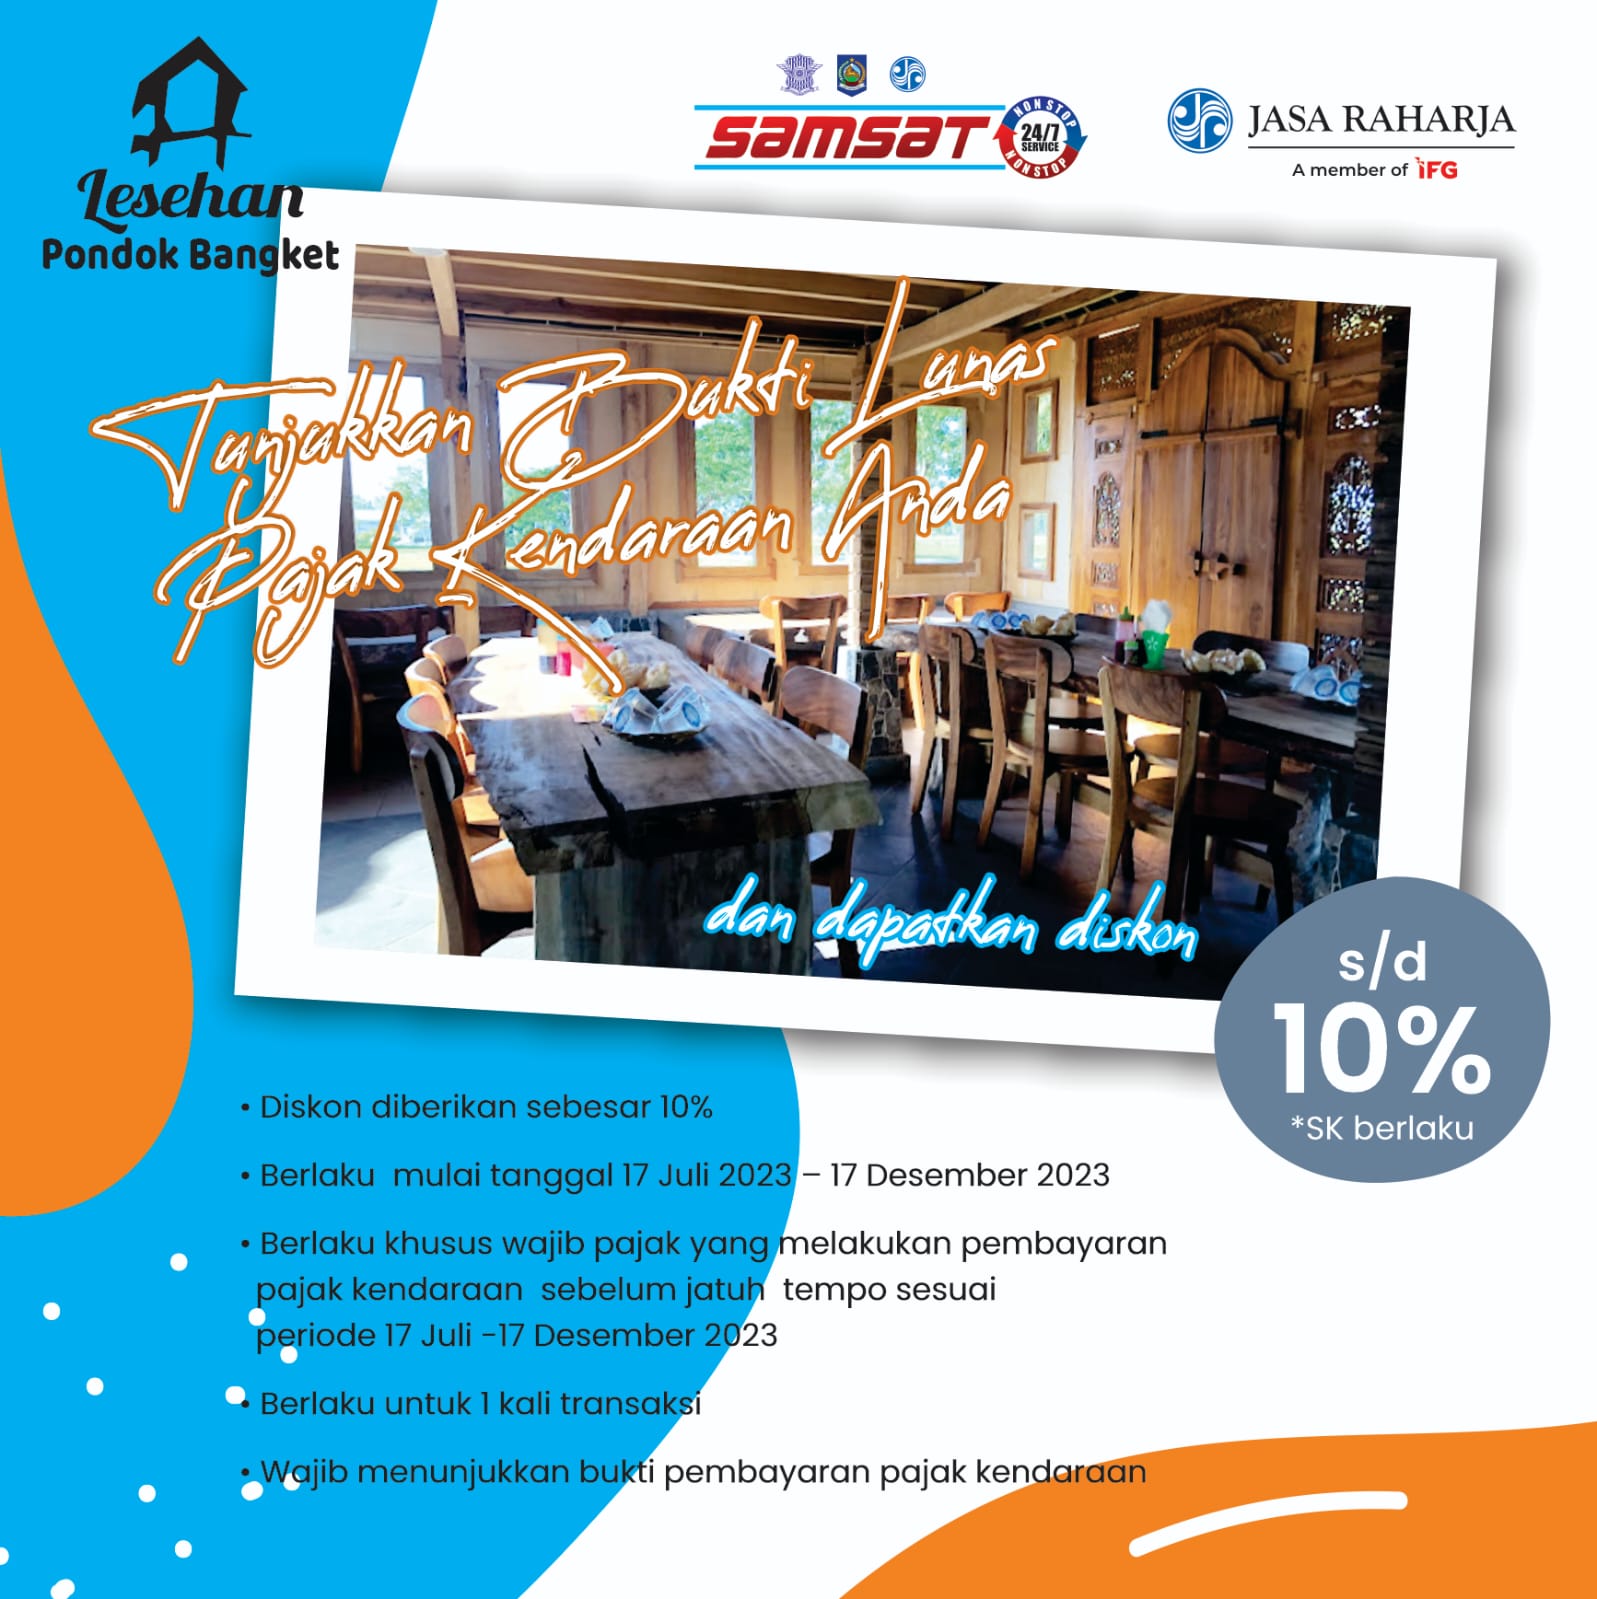 Lesehan
Pondok Bangket
SAMSAT
NONSTOP
24/7
SERVICE
NONSTOP
JASA RAHARJA
A member of IFG
Tunjukkan Bukti Lunas
Pajak Kendaraan Anda
dan dapatkan diskon
s/d
10%
*SK berlaku
• Diskon diberikan sebesar 10%
• Berlaku mulai tanggal 17 Juli 2023 – 17 Desember 2023
• Berlaku khusus wajib pajak yang melakukan pembayaran
pajak kendaraan sebelum jatuh tempo sesuai
periode 17 Juli -17 Desember 2023
• Berlaku untuk 1 kali transaksi
• Wajib menunjukkan bukti pembayaran pajak kendaraan